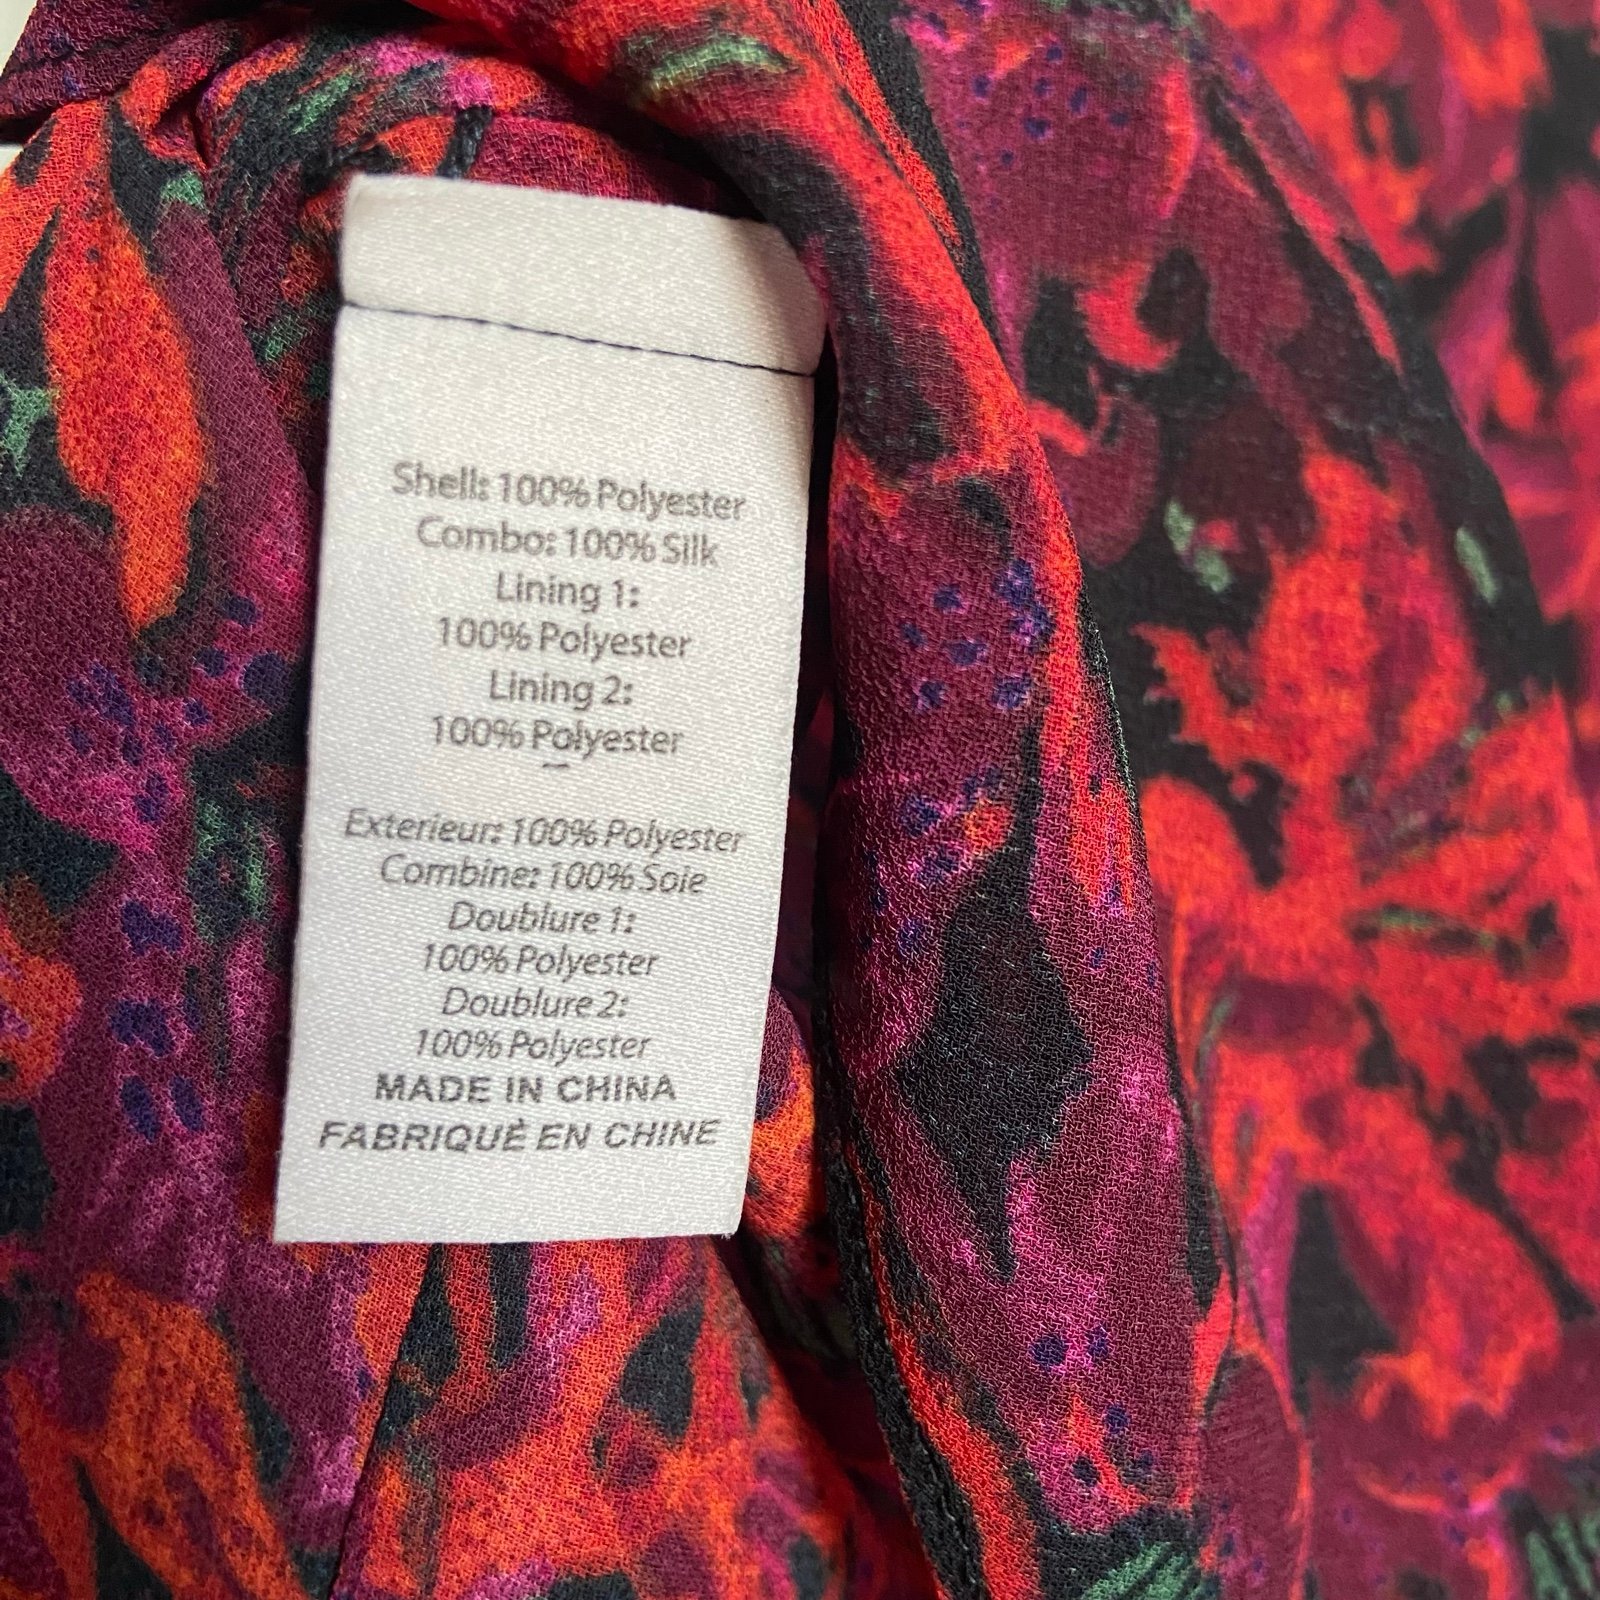 Shell: 100% Polyester
Combo: 100% Silk
Lining 1:
100% Polyester
Lining 2:
100% Polyester
–
Exterieur: 100% Polyester
Combine: 100% Soie
Doublure 1:
100% Polyester
Doublure 2:
100% Polyester
MADE IN CHINA
FABRIQUÈ EN CHINE